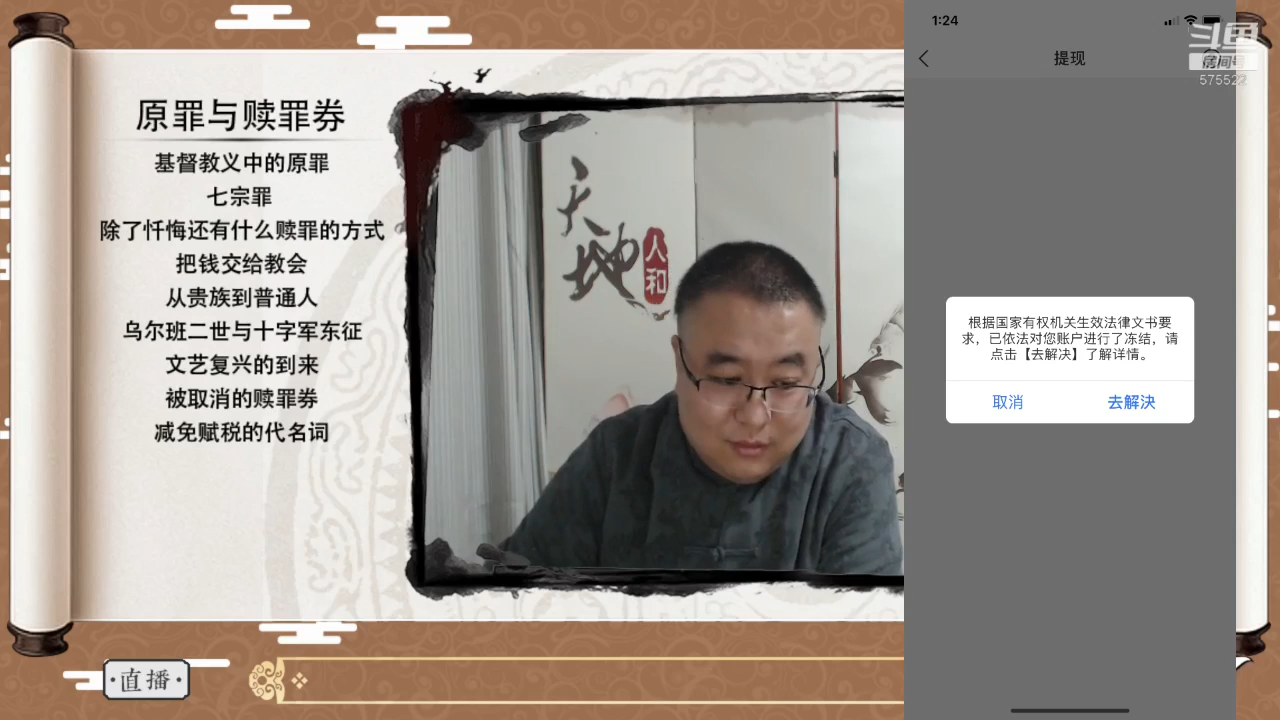 原罪与赎罪券
基督教义中的原罪
七宗罪
除了忏悔还有什么赎罪的方式
把钱交给教会
从贵族到普通人
乌尔班二世与十字军东征
文艺复兴的到来
被取消的赎罪券
减免赋税的代名词
天地
人和
·直播·
1:24
斗鱼
房间号
575522
提现
根据国家有权机关生效法律文书要
求，已依法对您账户进行了冻结，请
点击【去解决】了解详情。
取消
去解决